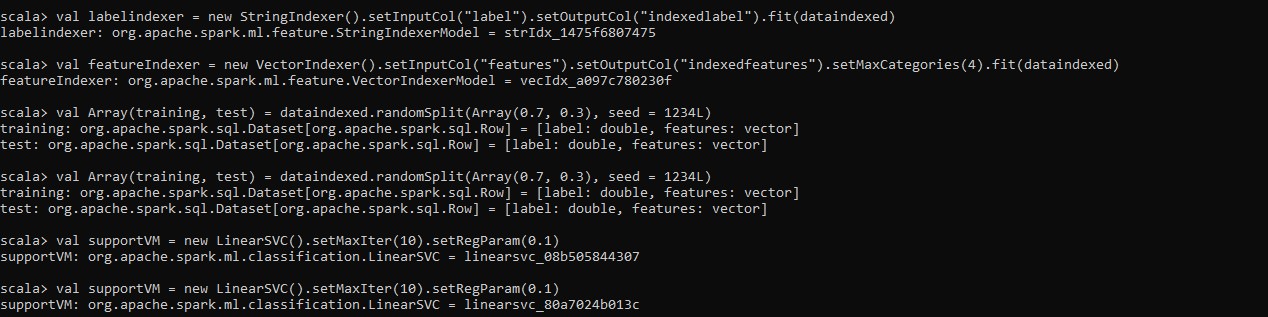 scala> val labelindexer = new StringIndexer().setInputCol("label").setOutputCol("indexedlabel").fit(dataindexed)
labelindexer: org.apache.spark.ml.feature.StringIndexerModel = strIdx_1475f6807475
scala> val featureIndexer = new VectorIndexer().setInputCol("features").setOutputCol("indexedfeatures").setMaxCategories(4).fit(dataindexed)
featureIndexer: org.apache.spark.ml.feature.VectorIndexerModel = vecIdx_a097c780230f
scala> val Array(training, test) = dataindexed.randomSplit(Array(0.7, 0.3), seed = 1234L)
training: org.apache.spark.sql.Dataset[org.apache.spark.sql.Row] = [label: double, features: vector]
test: org.apache.spark.sql.Dataset[org.apache.spark.sql.Row] = [label: double, features: vector]
scala> val Array(training, test) = dataindexed.randomSplit(Array(0.7, 0.3), seed = 1234L)
training: org.apache.spark.sql.Dataset[org.apache.spark.sql.Row] = [label: double, features: vector]
test: org.apache.spark.sql.Dataset[org.apache.spark.sql.Row] = [label: double, features: vector]
scala> val supportVM = new LinearSVC().setMaxIter(10).setRegParam(0.1)
supportVM: org.apache.spark.ml.classification.LinearSVC = linearsvc_08b505844307
scala> val supportVM = new LinearSVC().setMaxIter(10).setRegParam(0.1)
supportVM: org.apache.spark.ml.classification.LinearSVC = linearsvc_80a7024b013c